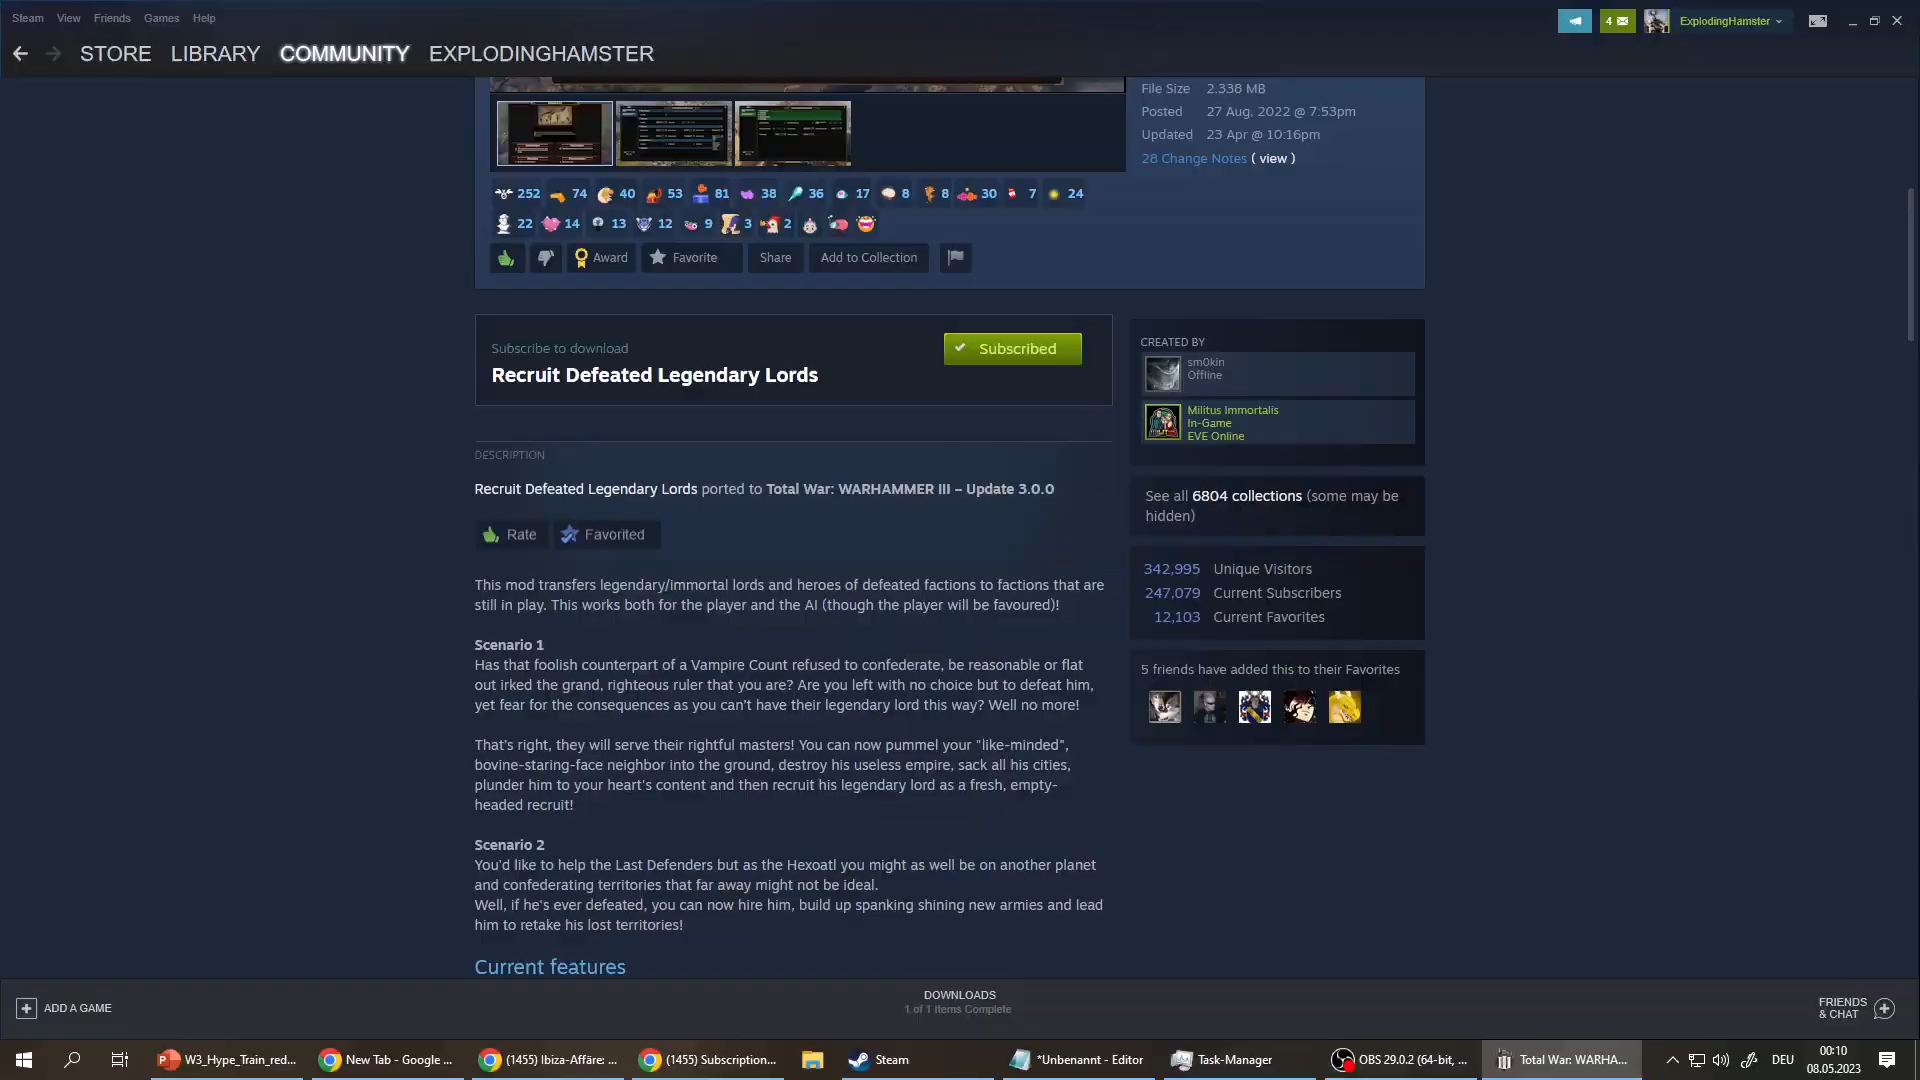 Steam View Friends Games Help
4 ExplodingHamster
STORE LIBRARY COMMUNITY EXPLODINGHAMSTER
File Size 2.338 MB
Posted 27 Aug, 2022 @ 7:53pm
Updated 23 Apr @ 10:16pm
28 Change Notes ( view )
252 74 40 53 81 38 36 17 8 8 30 7 24
22 14 13 12 9 3 2
Award Favorite Share Add to Collection
Subscribe to download
Recruit Defeated Legendary Lords
Subscribed
DESCRIPTION
Recruit Defeated Legendary Lords ported to Total War: WARHAMMER III – Update 3.0.0
Rate Favorited
This mod transfers legendary/immortal lords and heroes of defeated factions to factions that are
still in play. This works both for the player and the AI (though the player will be favoured)!
Scenario 1
Has that foolish counterpart of a Vampire Count refused to confederate, be reasonable or flat
out irked the grand, righteous ruler that you are? Are you left with no choice but to defeat him,
yet fear for the consequences as you can't have their legendary lord this way? Well no more!
That's right, they will serve their rightful masters! You can now pummel your "like-minded",
bovine-staring-face neighbor into the ground, destroy his useless empire, sack all his cities,
plunder him to your heart's content and then recruit his legendary lord as a fresh, empty-
headed recruit!
Scenario 2
You'd like to help the Last Defenders but as the Hexoatl you might as well be on another planet
and confederating territories that far away might not be ideal.
Well, if he's ever defeated, you can now hire him, build up spanking shining new armies and lead
him to retake his lost territories!
Current features
CREATED BY
sm0kin
Offline
Militus Immortalis
In-Game
EVE Online
See all 6804 collections (some may be
hidden)
342,995 Unique Visitors
247,079 Current Subscribers
12,103 Current Favorites
5 friends have added this to their Favorites
ADD A GAME
DOWNLOADS
1 of 1 Items Complete
FRIENDS
& CHAT
W3_Hype_Train_red... New Tab - Google ... (1455) Ibiza-Affäre: ... (1455) Subscription... Steam *Unbenannt - Editor Task-Manager OBS 29.0.2 (64-bit, ... Total War: WARHA... DEU
00:10
08.05.2023